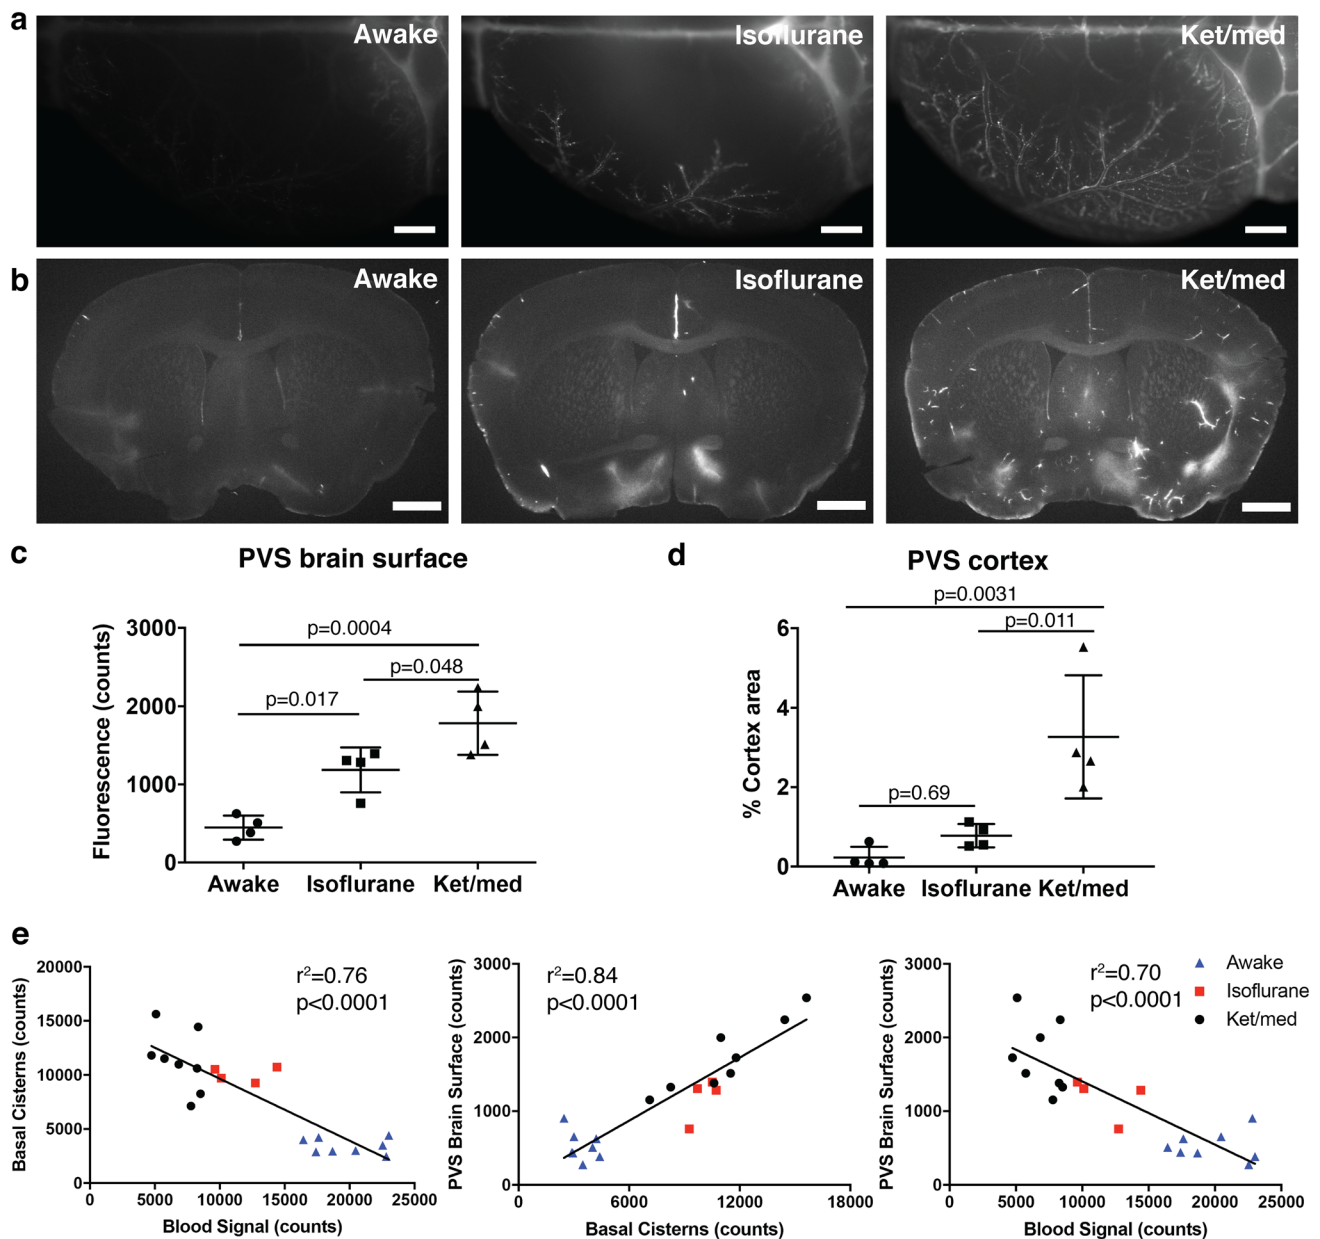 a
Awake
Isoflurane
Ket/med
b
Awake
Isoflurane
Ket/med
c
PVS brain surface
Fluorescence (counts)
3000
2000
1000
0
p=0.0004
p=0.048
p=0.017
Awake
Isoflurane
Ket/med
d
PVS cortex
% Cortex area
6
4
2
0
p=0.0031
p=0.011
p=0.69
Awake
Isoflurane
Ket/med
e
Basal Cisterns (counts)
20000
15000
10000
5000
0
r²=0.76
p<0.0001
0
5000
10000
15000
20000
25000
Blood Signal (counts)
PVS Brain Surface (counts)
3000
2000
1000
0
r²=0.84
p<0.0001
0
6000
12000
18000
Basal Cisterns (counts)
PVS Brain Surface (counts)
3000
2000
1000
0
r²=0.70
p<0.0001
0
5000
10000
15000
20000
25000
Blood Signal (counts)
Awake
Isoflurane
Ket/med